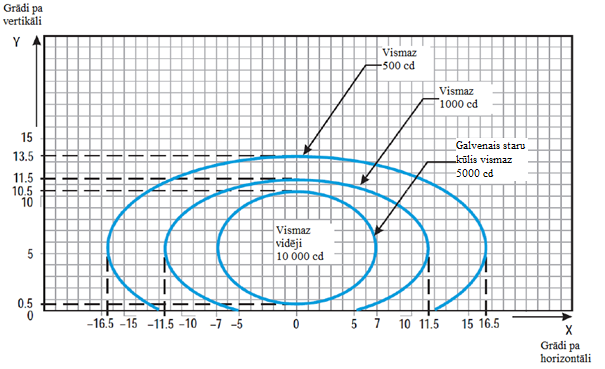 Grādi pa
vertikāli
Y
Vismaz
500 cd
Vismaz
1000 cd
Galvenais staru
kūlis vismaz
5000 cd
15
13.5
11.5
10.5
10
5
0.5
0
Vismaz
vidēji
10 000 cd
−16.5 −15 −11.5 −10 −7 −5 0 5 7 10 11.5 15 16.5
X
Grādi pa
horizontāli